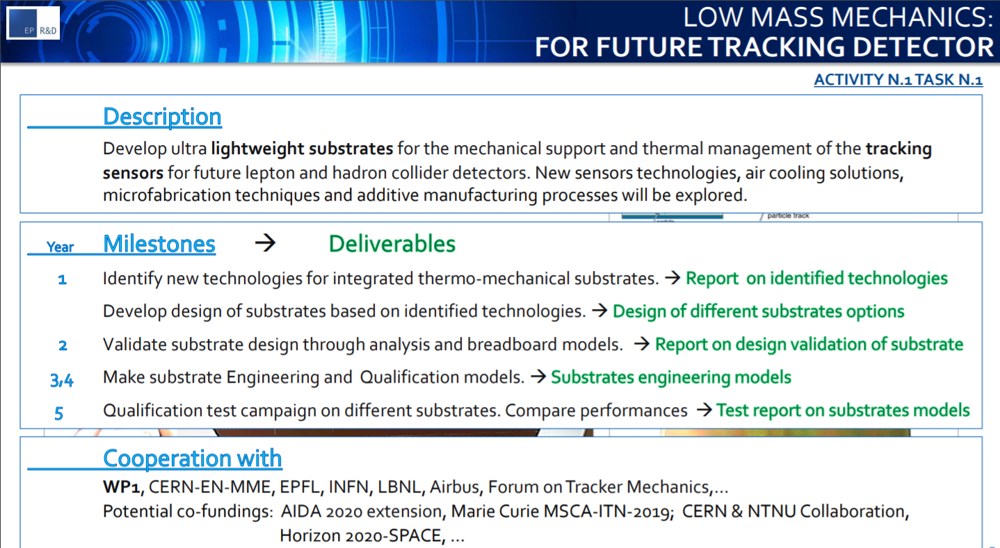 EP R&D
LOW MASS MECHANICS:
FOR FUTURE TRACKING DETECTOR
ACTIVITY N.1 TASK N.1
Description
Develop ultra lightweight substrates for the mechanical support and thermal management of the tracking
sensors for future lepton and hadron collider detectors. New sensors technologies, air cooling solutions,
microfabrication techniques and additive manufacturing processes will be explored.
particle track
particle
Year Milestones → Deliverables
1 Identify new technologies for integrated thermo-mechanical substrates. → Report on identified technologies
Develop design of substrates based on identified technologies. → Design of different substrates options
2 Validate substrate design through analysis and breadboard models. → Report on design validation of substrate
3,4 Make substrate Engineering and Qualification models. → Substrates engineering models
5 Qualification test campaign on different substrates. Compare performances → Test report on substrates models
Cooperation with
WP1, CERN-EN-MME, EPFL, INFN, LBNL, Airbus, Forum on Tracker Mechanics,...
Potential co-fundings: AIDA 2020 extension, Marie Curie MSCA-ITN-2019; CERN & NTNU Collaboration,
Horizon 2020-SPACE, ...